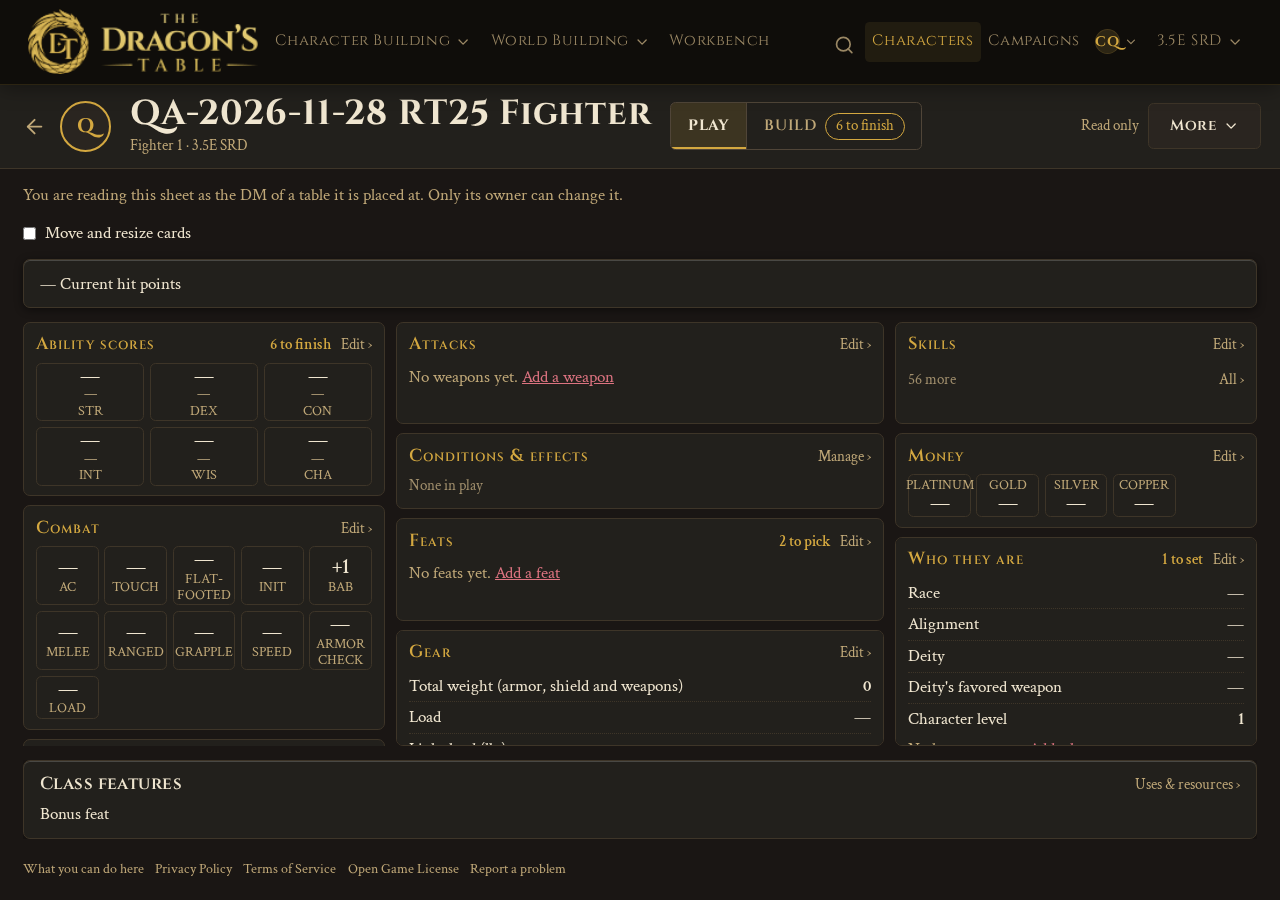 THE
DRAGON'S
TABLE
DT
Character Building
World Building
Workbench
Characters
Campaigns
CQ
3.5E SRD
Q
QA-2026-11-28 RT25 Fighter
Fighter 1 · 3.5E SRD
PLAY
BUILD
6 to finish
Read only
MORE
You are reading this sheet as the DM of a table it is placed at. Only its owner can change it.
Move and resize cards
— Current hit points
Ability scores
6 to finish
Edit ›
— — —
— — —
STR DEX CON
— — —
— — —
INT WIS CHA
Combat
Edit ›
— — — — +1
AC TOUCH FLAT-FOOTED INIT BAB
— — — — —
MELEE RANGED GRAPPLE SPEED ARMOR CHECK
—
LOAD
Attacks
Edit ›
No weapons yet. Add a weapon
Conditions & effects
Manage ›
None in play
Feats
2 to pick
Edit ›
No feats yet. Add a feat
Gear
Edit ›
Total weight (armor, shield and weapons) 0
Load —
Skills
Edit ›
56 more
All ›
Money
Edit ›
PLATINUM GOLD SILVER COPPER
— — — —
Who they are
1 to set
Edit ›
Race —
Alignment —
Deity —
Deity's favored weapon —
Character level 1
Class features
Uses & resources ›
Bonus feat
What you can do here
Privacy Policy
Terms of Service
Open Game License
Report a problem